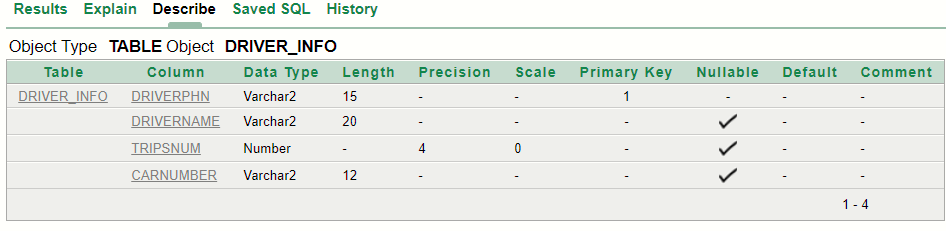 Results Explain Describe Saved SQL History
Object Type TABLE Object DRIVER_INFO
Table Column Data Type Length Precision Scale Primary Key Nullable Default Comment
DRIVER_INFO DRIVERPHN Varchar2 15 - - 1 - - -
DRIVERNAME Varchar2 20 - - - ✓ - -
TRIPSNUM Number - 4 0 - ✓ - -
CARNUMBER Varchar2 12 - - - ✓ - -
1 - 4